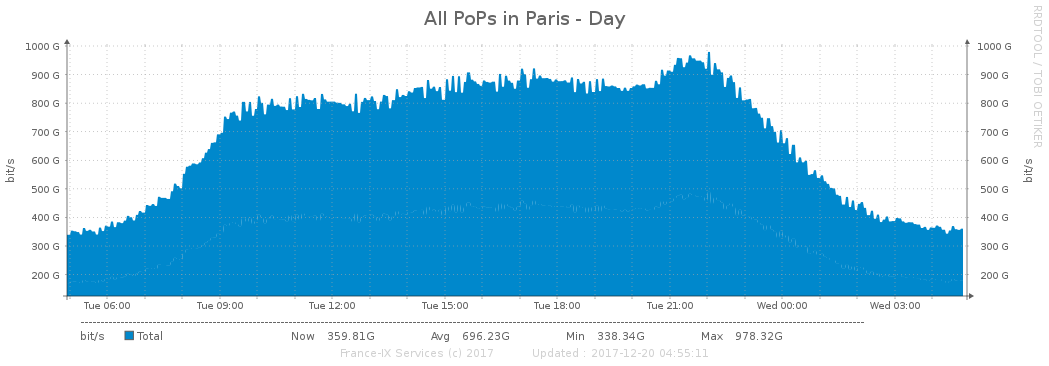 All PoPs in Paris - Day
RRDTOOL / TOBI OETIKER
1000 G 1000 G
900 G 900 G
800 G 800 G
700 G 700 G
600 G 600 G
500 G 500 G
400 G 400 G
300 G 300 G
200 G 200 G
bit/s
bit/s
Tue 06:00 Tue 09:00 Tue 12:00 Tue 15:00 Tue 18:00 Tue 21:00 Wed 00:00 Wed 03:00
bit/s Total Now 359.81G Avg 696.23G Min 338.34G Max 978.32G
France-IX Services (c) 2017 Updated : 2017-12-20 04:55:11